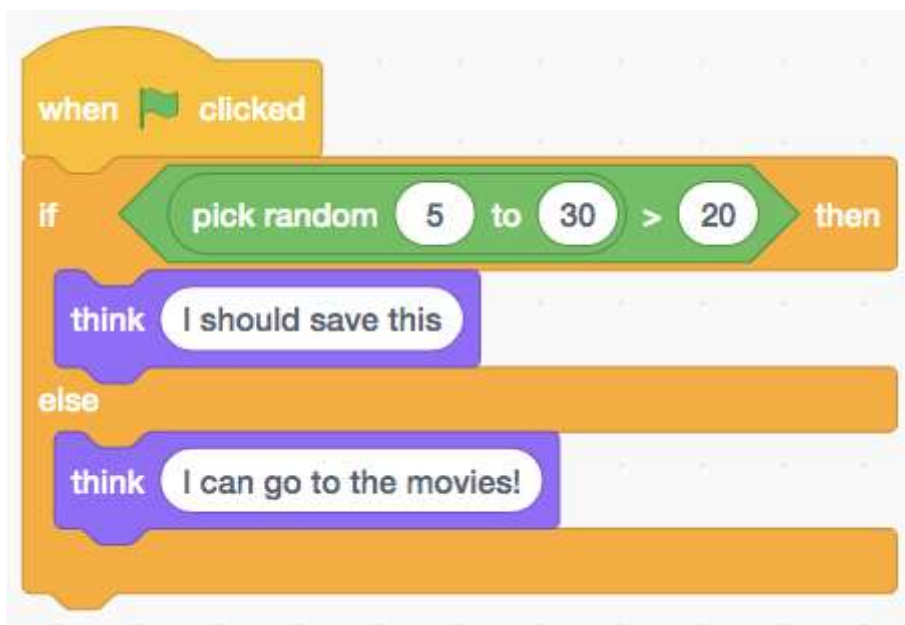 when clicked
if pick random 5 to 30 > 20 then
think I should save this
else
think I can go to the movies!